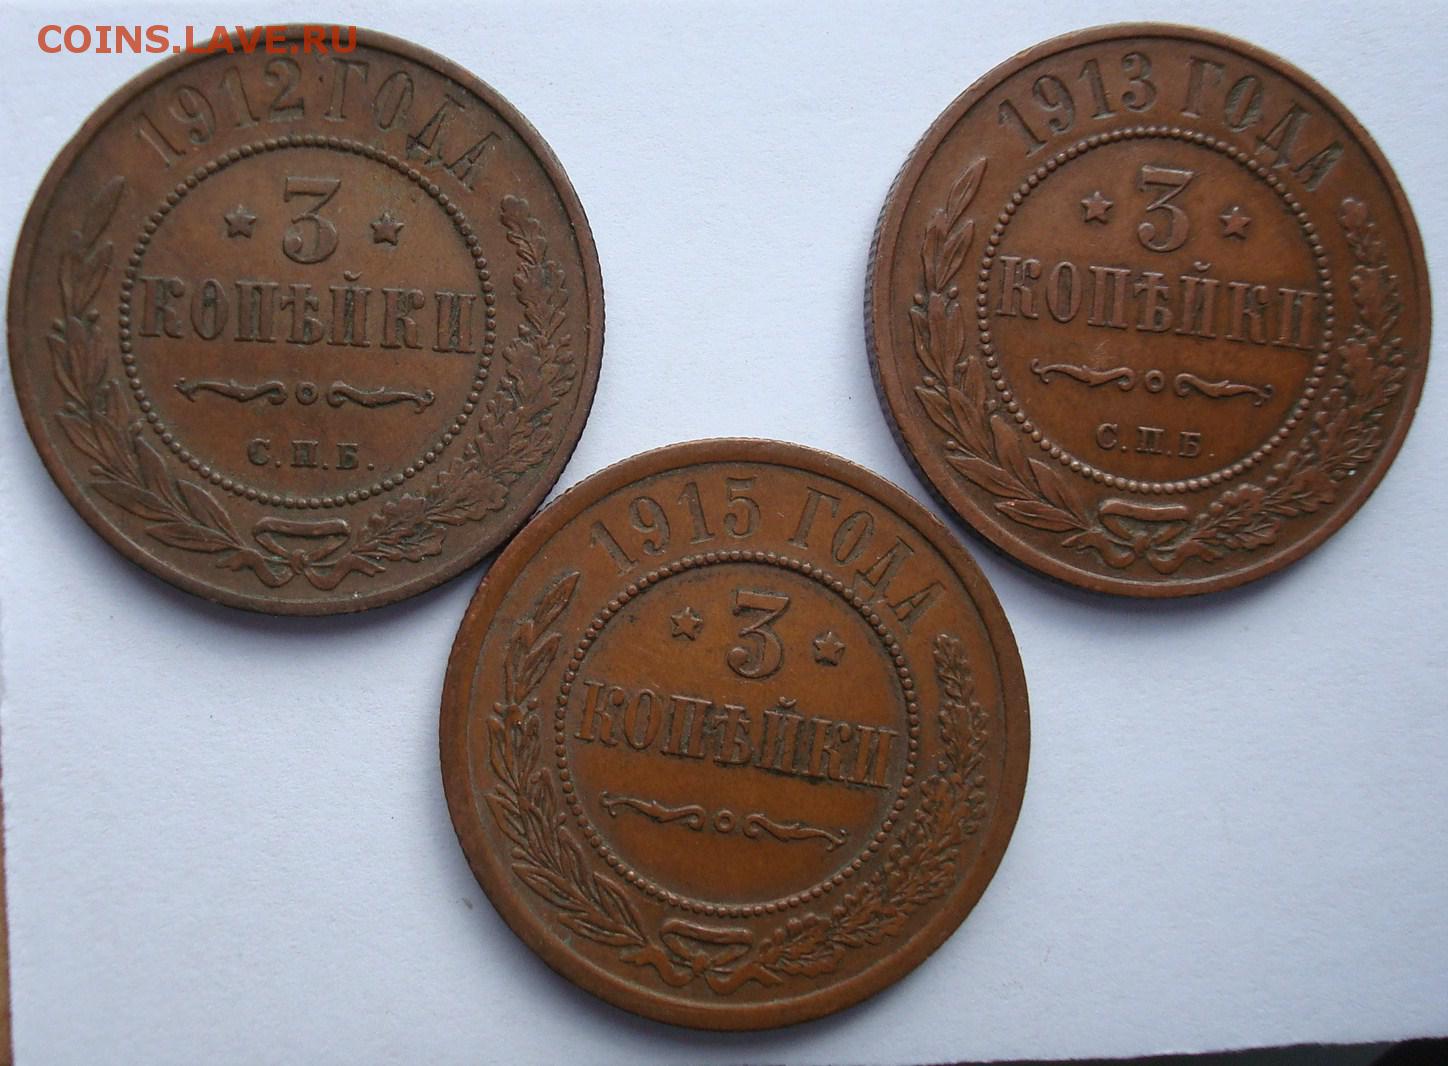 COINS.LAVE.RU
1912 ГОДА
3
КОПѢЙКИ
С.П.Б.
1913 ГОДА
3
КОПѢЙКИ
С.П.Б.
1915 ГОДА
3
КОПѢЙКИ